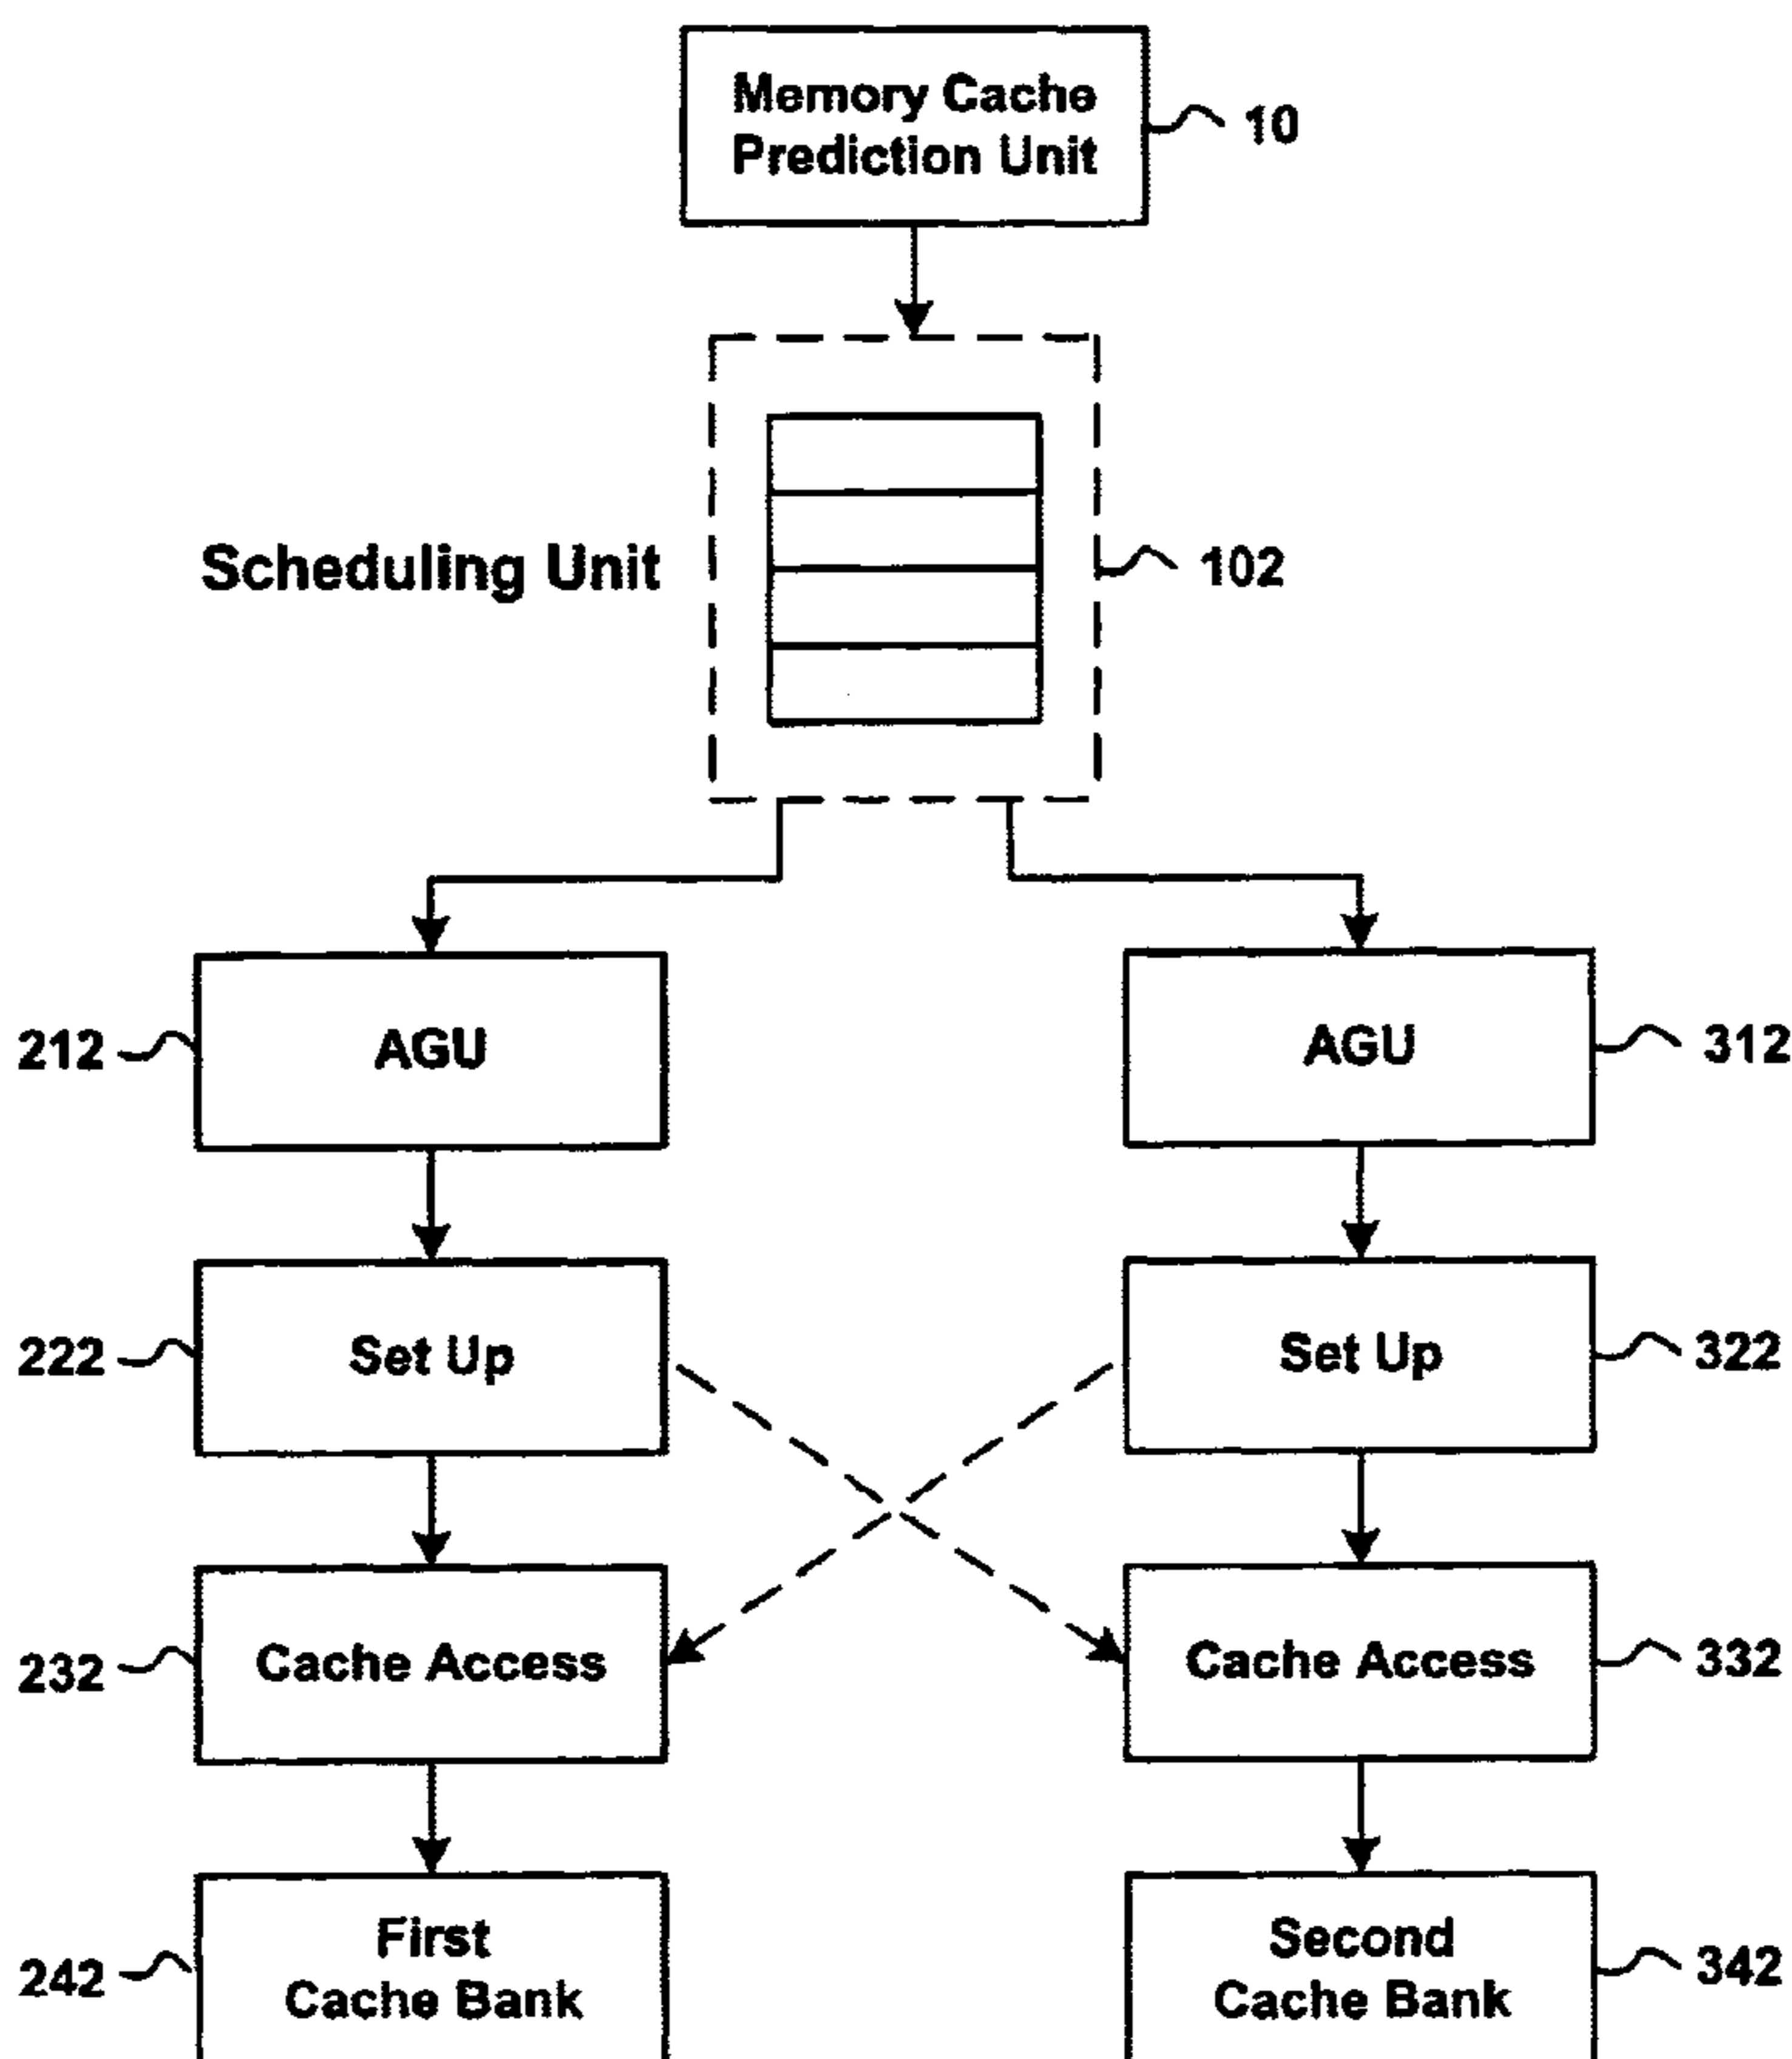 Memory Cache
Prediction Unit
10
Scheduling Unit
102
212
AGU
AGU
312
222
Set Up
Set Up
322
232
Cache Access
Cache Access
332
242
First
Cache Bank
Second
Cache Bank
342